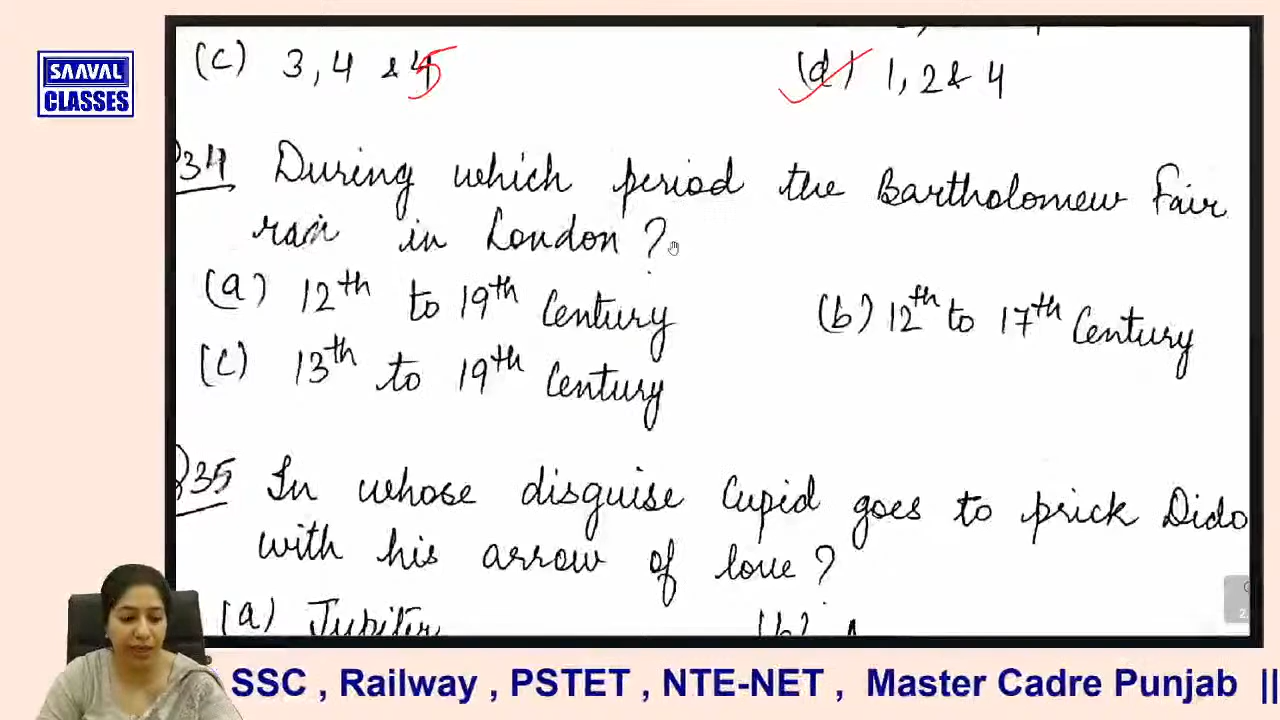 SAAVAL
CLASSES
(c) 3, 4 & 5
(d) 1, 2 & 4
34 During which period the Bartholomew Fair
ran in London?
(a) 12th to 19th Century
(b) 12th to 17th Century
(c) 13th to 19th Century
35 In whose disguise Cupid goes to prick Dido
with his arrow of love?
(a) Jupiter
(b)
SSC , Railway , PSTET , NTE-NET , Master Cadre Punjab ||